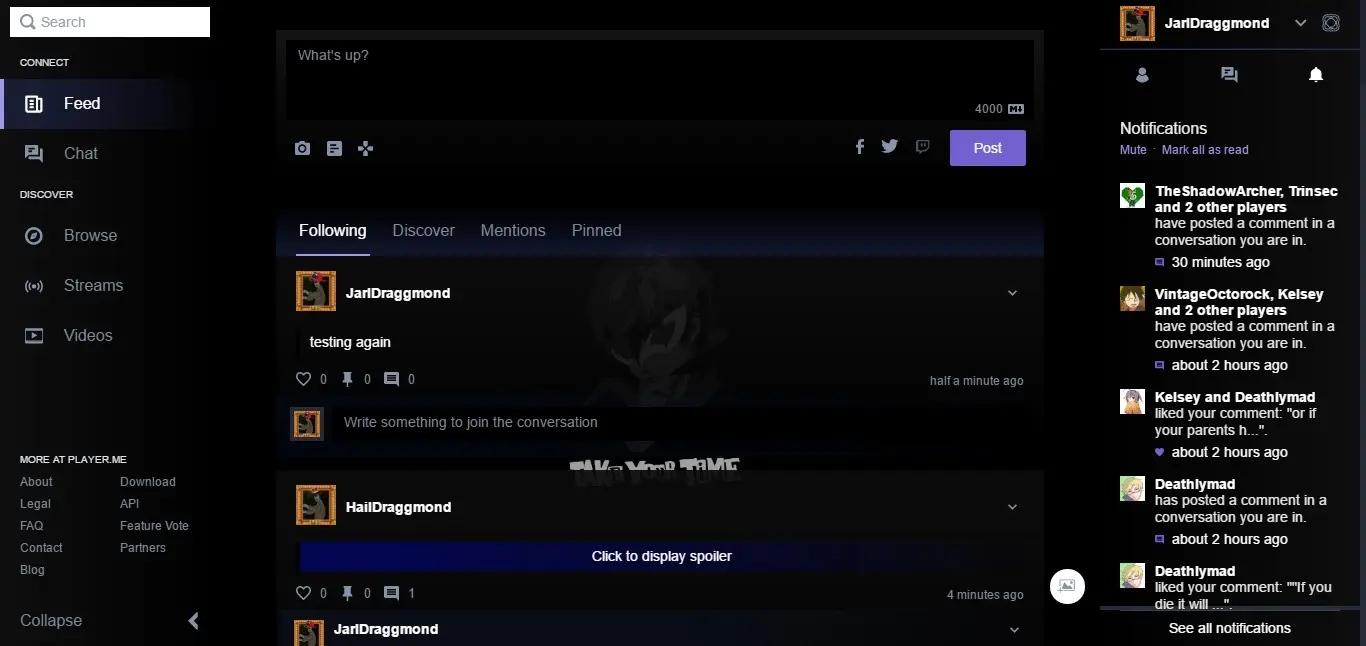 Search
CONNECT
Feed
Chat
DISCOVER
Browse
Streams
Videos
MORE AT PLAYER.ME
About
Download
Legal
API
FAQ
Feature Vote
Contact
Partners
Blog
Collapse
What's up?
4000
Post
Following
Discover
Mentions
Pinned
JarlDraggmond
testing again
0
0
0
half a minute ago
Write something to join the conversation
TAKE YOUR TIME
HailDraggmond
Click to display spoiler
0
0
1
4 minutes ago
JarlDraggmond
JarlDraggmond
Notifications
Mute · Mark all as read
TheShadowArcher, Trinsec
and 2 other players
have posted a comment in a
conversation you are in.
30 minutes ago
VintageOctorock, Kelsey
and 2 other players
have posted a comment in a
conversation you are in.
about 2 hours ago
Kelsey and Deathlymad
liked your comment: "or if
your parents h...".
about 2 hours ago
Deathlymad
has posted a comment in a
conversation you are in.
about 2 hours ago
Deathlymad
liked your comment: ""If you
die it will ...".
See all notifications